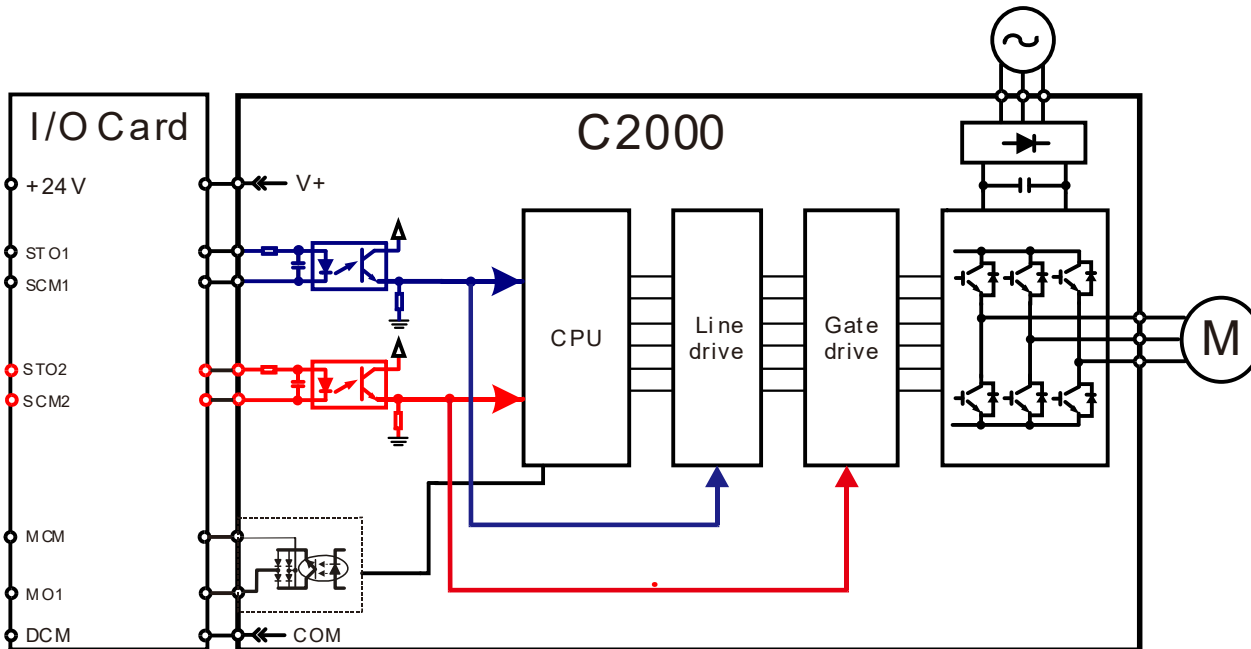 I/O Card
C2000
+24V
V+
STO1
SCM1
STO2
SCM2
CPU
Line
drive
Gate
drive
M
MCM
MO1
DCM
COM